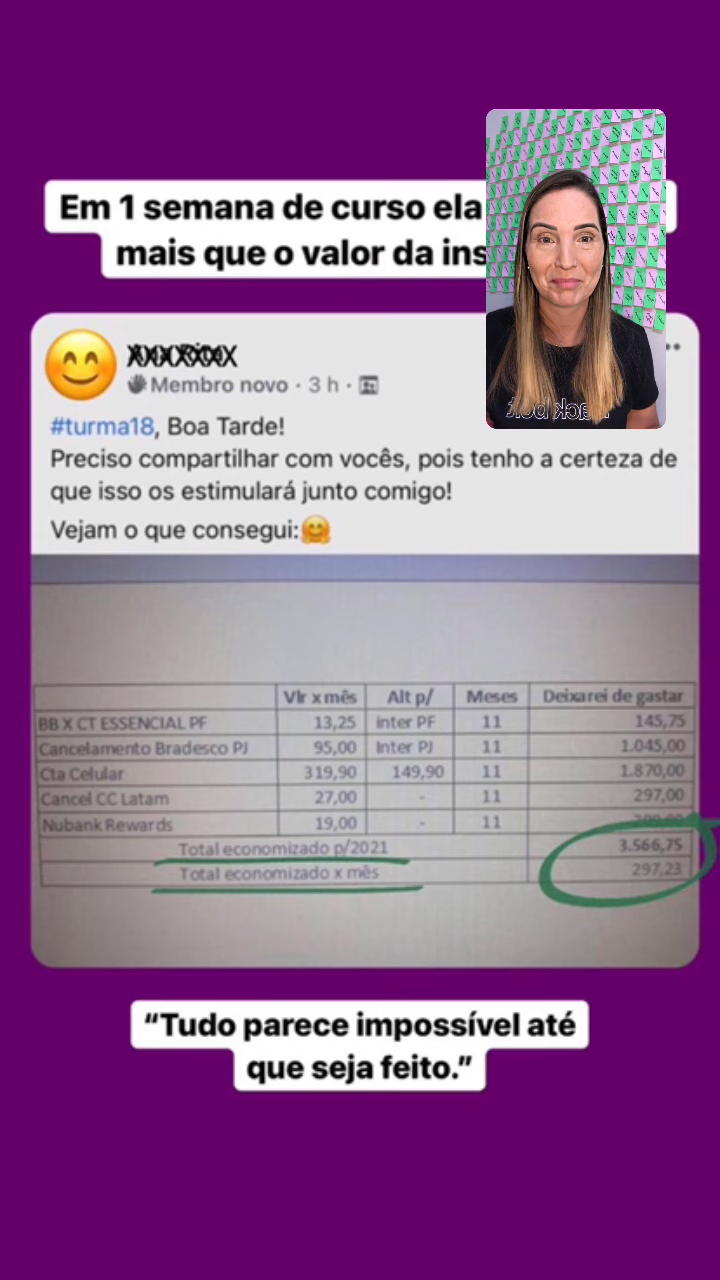 Em 1 semana de curso ela
mais que o valor da
Membro novo · 3 h ·
#turma18, Boa Tarde!
Preciso compartilhar com vocês, pois tenho a certeza de
que isso os estimulará junto comigo!
Vejam o que consegui:🤗
Vlr x mês Alt p/ Meses Deixarei de gastar
BB X CT ESSENCIAL PF 13,25 Inter PF 11 145,75
Cancelamento Bradesco PJ 95,00 Inter PJ 11 1.045,00
Cta Celular 319,90 149,90 11 1.870,00
Cancel CC Latam 27,00 - 11 297,00
Nubank Rewards 19,00 - 11
Total economizado p/2021 3.566,75
Total economizado x mês 297,23
“Tudo parece impossível até
que seja feito.”